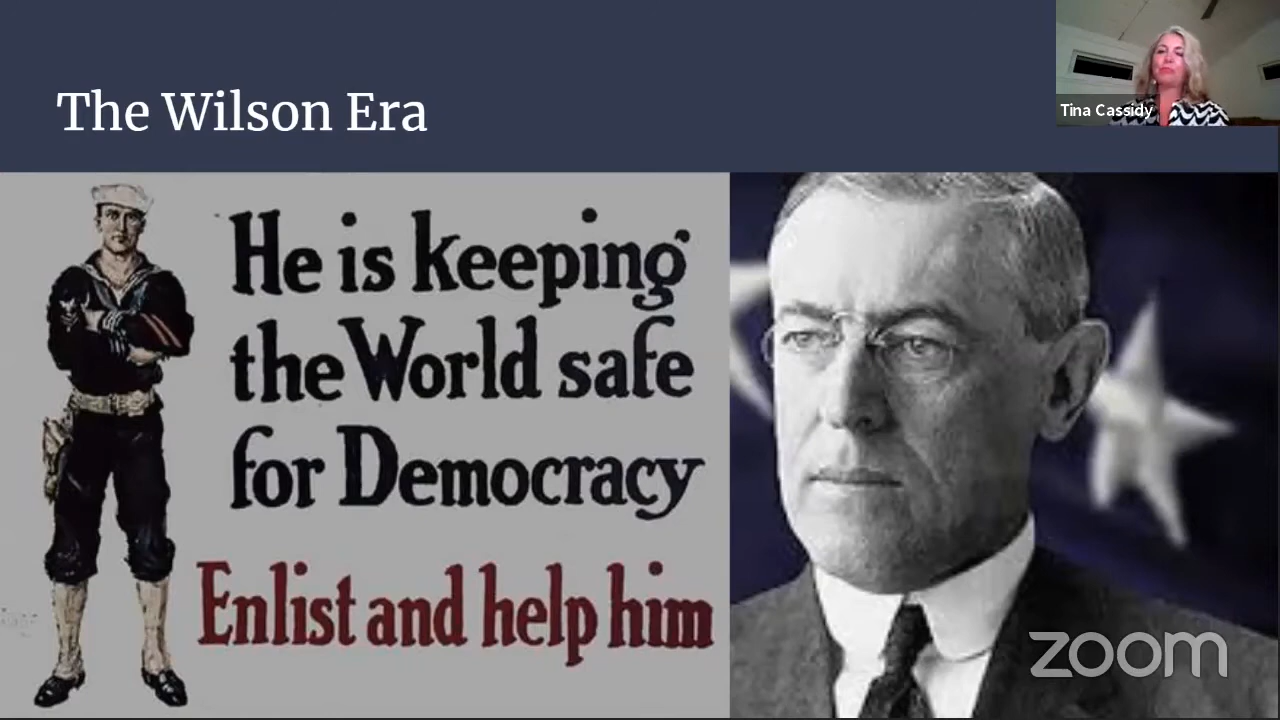 The Wilson Era
Tina Cassidy
He is keeping
the World safe
for Democracy
Enlist and help him
zoom